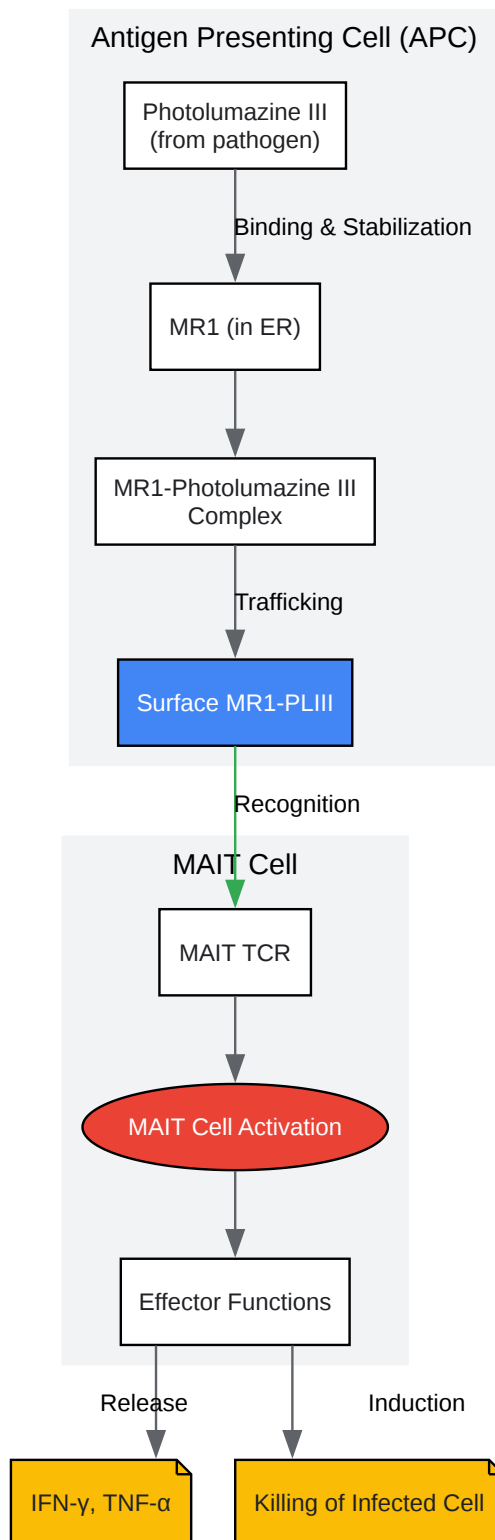 Antigen Presenting Cell (APC)
Photolumazine III
(from pathogen)
Binding & Stabilization
MR1 (in ER)
MR1-Photolumazine III
Complex
Trafficking
Surface MR1-PLIII
Recognition
MAIT Cell
MAIT TCR
MAIT Cell Activation
Effector Functions
Release
Induction
IFN-γ, TNF-α
Killing of Infected Cell